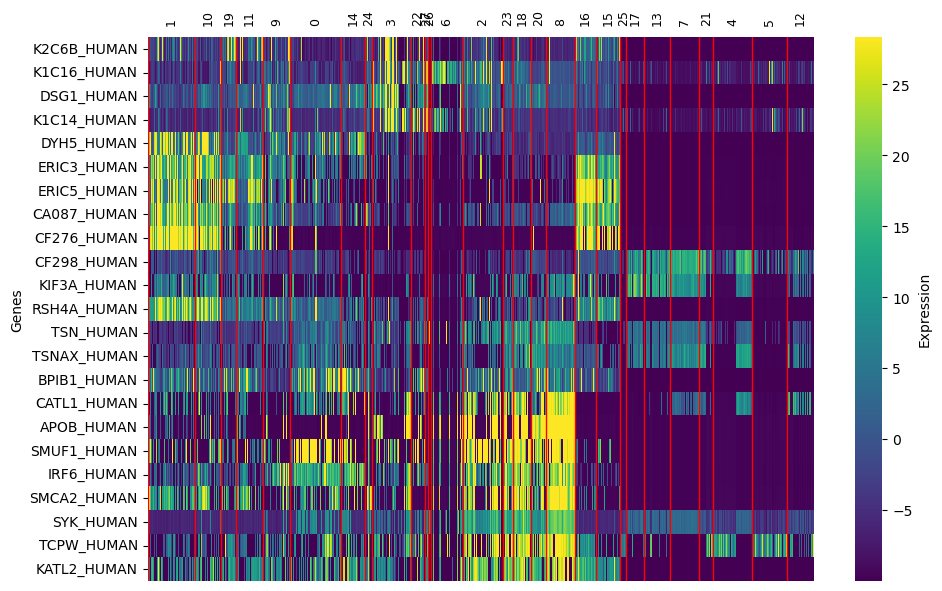 1 10 19 11 9 0 14 24 3 22 26 6 2 23 18 20 8 16 15 25 17 13 7 21 4 5 12
K2C6B_HUMAN
K1C16_HUMAN
DSG1_HUMAN
K1C14_HUMAN
DYH5_HUMAN
ERIC3_HUMAN
ERIC5_HUMAN
CA087_HUMAN
CF276_HUMAN
CF298_HUMAN
KIF3A_HUMAN
RSH4A_HUMAN
TSN_HUMAN
TSNAX_HUMAN
BPIB1_HUMAN
CATL1_HUMAN
APOB_HUMAN
SMUF1_HUMAN
IRF6_HUMAN
SMCA2_HUMAN
SYK_HUMAN
TCPW_HUMAN
KATL2_HUMAN
Genes
25
20
15
10
5
0
−5
Expression